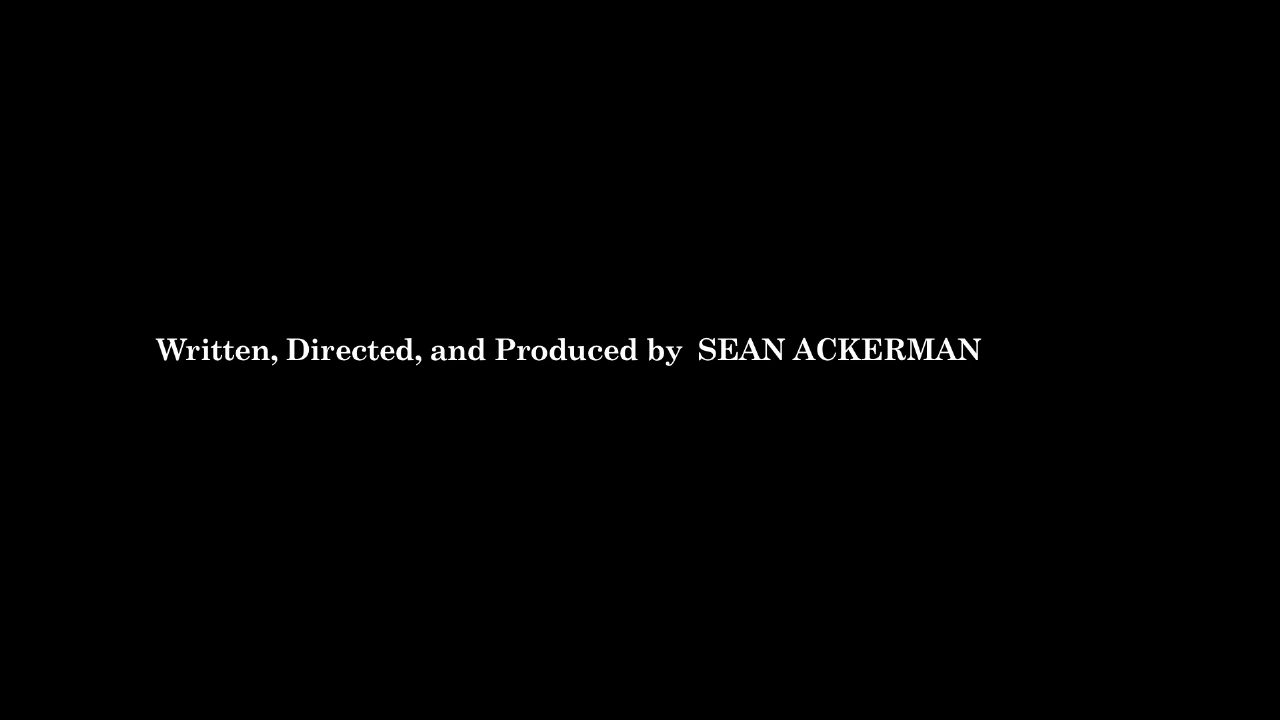 Written, Directed, and Produced by  SEAN ACKERMAN